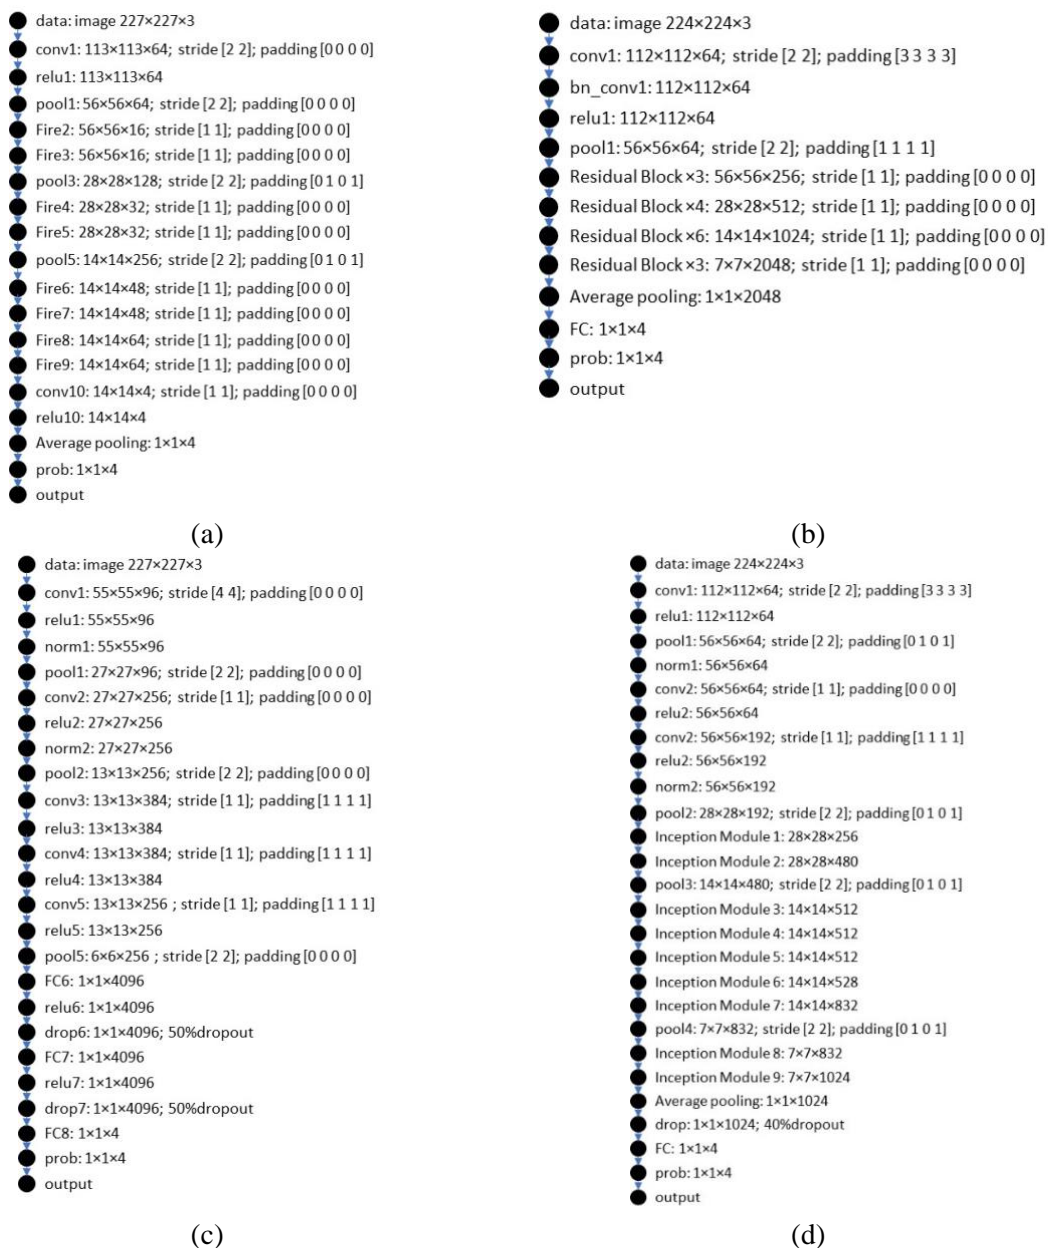 data: image 227×227×3
conv1: 113×113×64; stride [2 2]; padding [0 0 0 0]
relu1: 113×113×64
pool1: 56×56×64; stride [2 2]; padding [0 0 0 0]
Fire2: 56×56×16; stride [1 1]; padding [0 0 0 0]
Fire3: 56×56×16; stride [1 1]; padding [0 0 0 0]
pool3: 28×28×128; stride [2 2]; padding [0 1 0 1]
Fire4: 28×28×32; stride [1 1]; padding [0 0 0 0]
Fire5: 28×28×32; stride [1 1]; padding [0 0 0 0]
pool5: 14×14×256; stride [2 2]; padding [0 1 0 1]
Fire6: 14×14×48; stride [1 1]; padding [0 0 0 0]
Fire7: 14×14×48; stride [1 1]; padding [0 0 0 0]
Fire8: 14×14×64; stride [1 1]; padding [0 0 0 0]
Fire9: 14×14×64; stride [1 1]; padding [0 0 0 0]
conv10: 14×14×4; stride [1 1]; padding [0 0 0 0]
relu10: 14×14×4
Average pooling: 1×1×4
prob: 1×1×4
output
(a)
data: image 224×224×3
conv1: 112×112×64; stride [2 2]; padding [3 3 3 3]
bn_conv1: 112×112×64
relu1: 112×112×64
pool1: 56×56×64; stride [2 2]; padding [1 1 1 1]
Residual Block ×3: 56×56×256; stride [1 1]; padding [0 0 0 0]
Residual Block ×4: 28×28×512; stride [1 1]; padding [0 0 0 0]
Residual Block ×6: 14×14×1024; stride [1 1]; padding [0 0 0 0]
Residual Block ×3: 7×7×2048; stride [1 1]; padding [0 0 0 0]
Average pooling: 1×1×2048
FC: 1×1×4
prob: 1×1×4
output
(b)
data: image 227×227×3
conv1: 55×55×96; stride [4 4]; padding [0 0 0 0]
relu1: 55×55×96
norm1: 55×55×96
pool1: 27×27×96; stride [2 2]; padding [0 0 0 0]
conv2: 27×27×256; stride [1 1]; padding [0 0 0 0]
relu2: 27×27×256
norm2: 27×27×256
pool2: 13×13×256; stride [2 2]; padding [0 0 0 0]
conv3: 13×13×384; stride [1 1]; padding [1 1 1 1]
relu3: 13×13×384
conv4: 13×13×384; stride [1 1]; padding [1 1 1 1]
relu4: 13×13×384
conv5: 13×13×256 ; stride [1 1]; padding [1 1 1 1]
relu5: 13×13×256
pool5: 6×6×256 ; stride [2 2]; padding [0 0 0 0]
FC6: 1×1×4096
relu6: 1×1×4096
drop6: 1×1×4096; 50%dropout
FC7: 1×1×4096
relu7: 1×1×4096
drop7: 1×1×4096; 50%dropout
FC8: 1×1×4
prob: 1×1×4
output
(c)
data: image 224×224×3
conv1: 112×112×64; stride [2 2]; padding [3 3 3 3]
relu1: 112×112×64
pool1: 56×56×64; stride [2 2]; padding [0 1 0 1]
norm1: 56×56×64
conv2: 56×56×64; stride [1 1]; padding [0 0 0 0]
relu2: 56×56×64
conv2: 56×56×192; stride [1 1]; padding [1 1 1 1]
relu2: 56×56×192
norm2: 56×56×192
pool2: 28×28×192; stride [2 2]; padding [0 1 0 1]
Inception Module 1: 28×28×256
Inception Module 2: 28×28×480
pool3: 14×14×480; stride [2 2]; padding [0 1 0 1]
Inception Module 3: 14×14×512
Inception Module 4: 14×14×512
Inception Module 5: 14×14×512
Inception Module 6: 14×14×528
Inception Module 7: 14×14×832
pool4: 7×7×832; stride [2 2]; padding [0 1 0 1]
Inception Module 8: 7×7×832
Inception Module 9: 7×7×1024
Average pooling: 1×1×1024
drop: 1×1×1024; 40%dropout
FC: 1×1×4
prob: 1×1×4
output
(d)